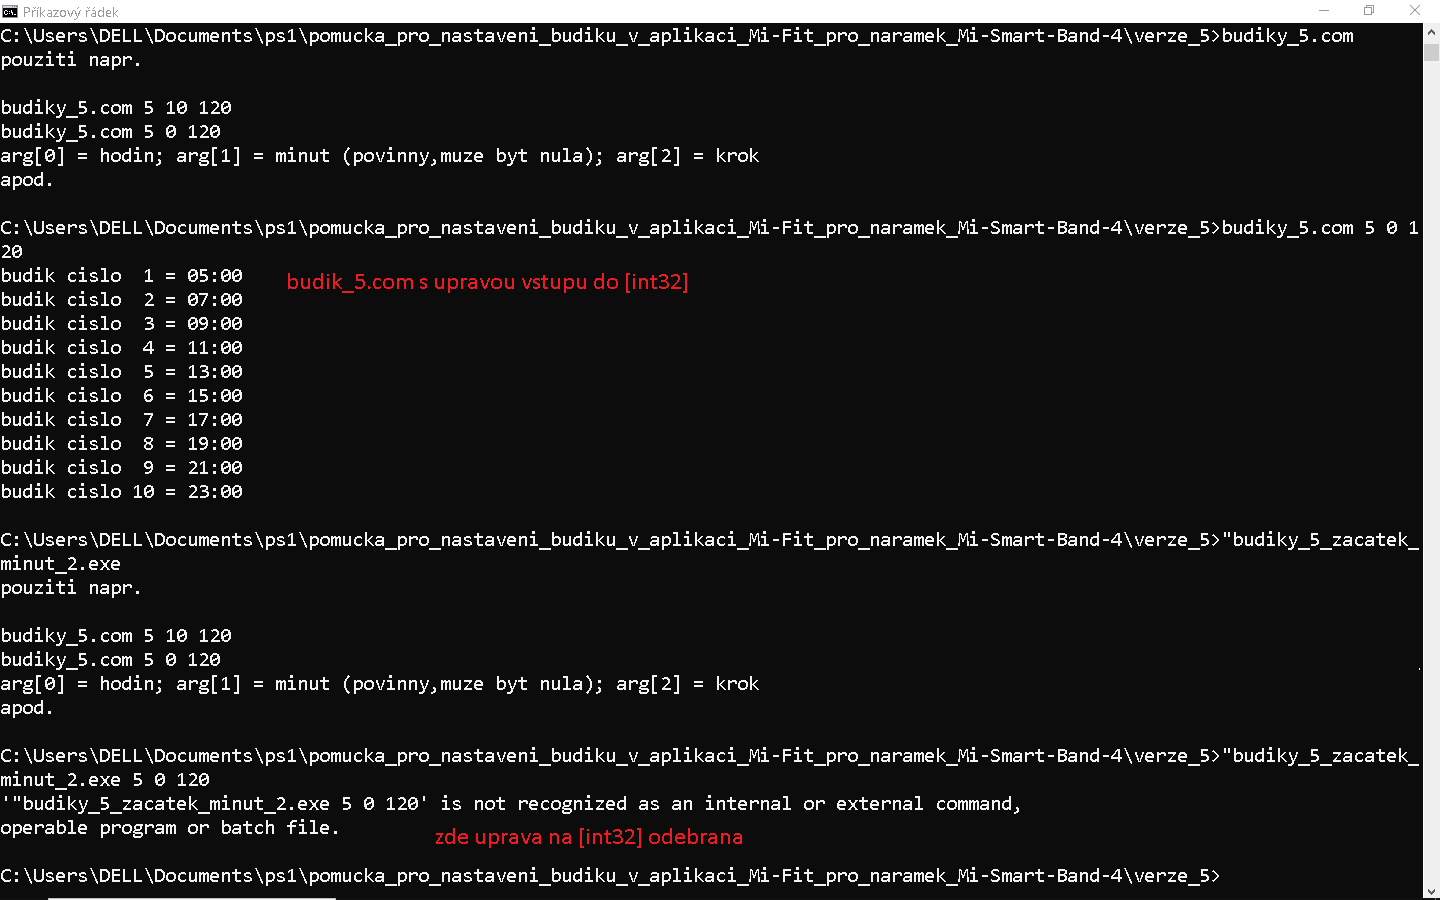 Příkazový řádek
C:\Users\DELL\Documents\ps1\pomucka_pro_nastaveni_budiku_v_aplikaci_Mi-Fit_pro_naramek_Mi-Smart-Band-4\verze_5>budiky_5.com
pouziti napr.
budiky_5.com 5 10 120
budiky_5.com 5 0 120
arg[0] = hodin; arg[1] = minut (povinny,muze byt nula); arg[2] = krok
apod.
C:\Users\DELL\Documents\ps1\pomucka_pro_nastaveni_budiku_v_aplikaci_Mi-Fit_pro_naramek_Mi-Smart-Band-4\verze_5>budiky_5.com 5 0 1
20
budik cislo  1 = 05:00
budik_5.com s upravou vstupu do [int32]
budik cislo  2 = 07:00
budik cislo  3 = 09:00
budik cislo  4 = 11:00
budik cislo  5 = 13:00
budik cislo  6 = 15:00
budik cislo  7 = 17:00
budik cislo  8 = 19:00
budik cislo  9 = 21:00
budik cislo 10 = 23:00
C:\Users\DELL\Documents\ps1\pomucka_pro_nastaveni_budiku_v_aplikaci_Mi-Fit_pro_naramek_Mi-Smart-Band-4\verze_5>"budiky_5_zacatek_
minut_2.exe
pouziti napr.
budiky_5.com 5 10 120
budiky_5.com 5 0 120
arg[0] = hodin; arg[1] = minut (povinny,muze byt nula); arg[2] = krok
apod.
C:\Users\DELL\Documents\ps1\pomucka_pro_nastaveni_budiku_v_aplikaci_Mi-Fit_pro_naramek_Mi-Smart-Band-4\verze_5>"budiky_5_zacatek_
minut_2.exe 5 0 120
'"budiky_5_zacatek_minut_2.exe 5 0 120' is not recognized as an internal or external command,
operable program or batch file.
zde uprava na [int32] odebrana
C:\Users\DELL\Documents\ps1\pomucka_pro_nastaveni_budiku_v_aplikaci_Mi-Fit_pro_naramek_Mi-Smart-Band-4\verze_5>